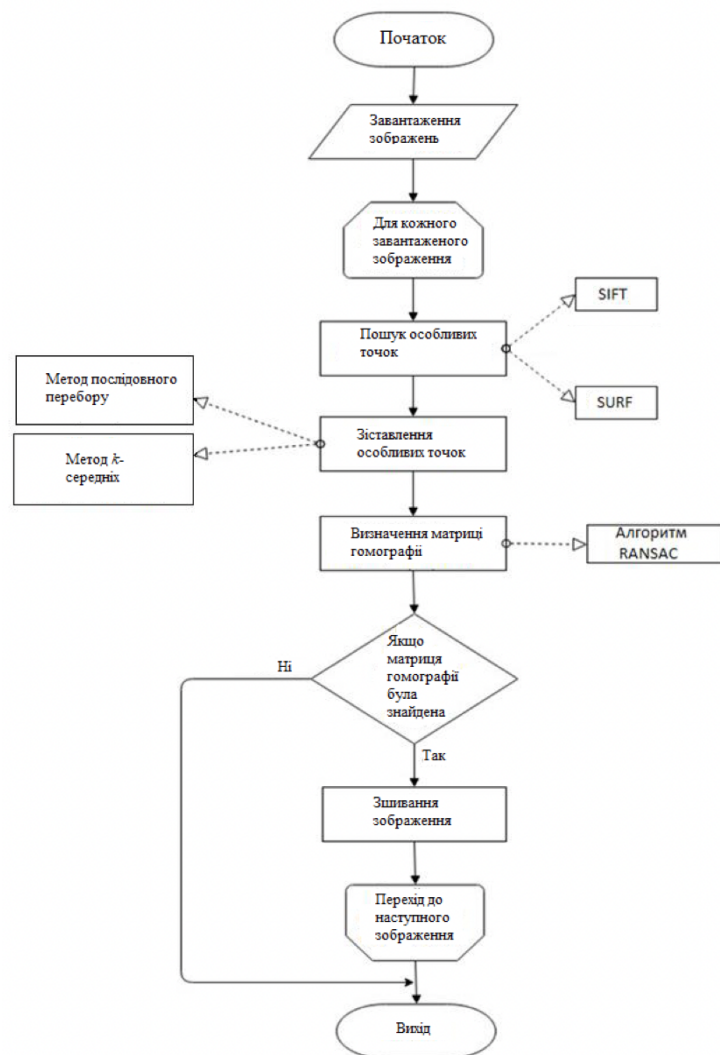 Початок
Завантаження
зображень
Для кожного
завантаженого
зображення
SIFT
Пошук особливих
точок
SURF
Метод послідовного
перебору
Зіставлення
особливих точок
Метод k-
середніх
Визначення матриці
гомографії
Алгоритм
RANSAC
Якщо
матриця
гомографії
була
знайдена
Ні
Так
Зшивання
зображення
Перехід до
наступного
зображення
Вихід